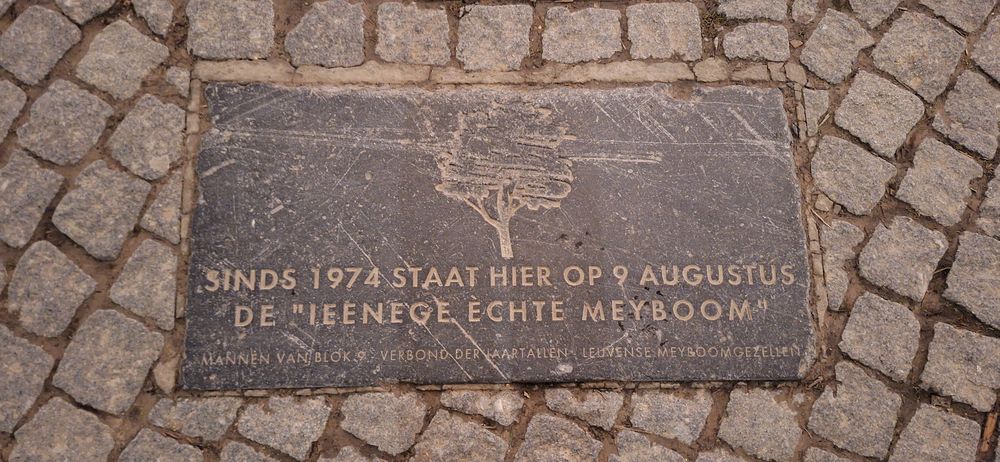 SINDS 1974 STAAT HIER OP 9 AUGUSTUS
DE "IEENEGE ÈCHTE MEYBOOM"
MANNEN VAN BLOK 9 - VERBOND DER JAARTALLEN - LEUVENSE MEYBOOMGEZELLEN